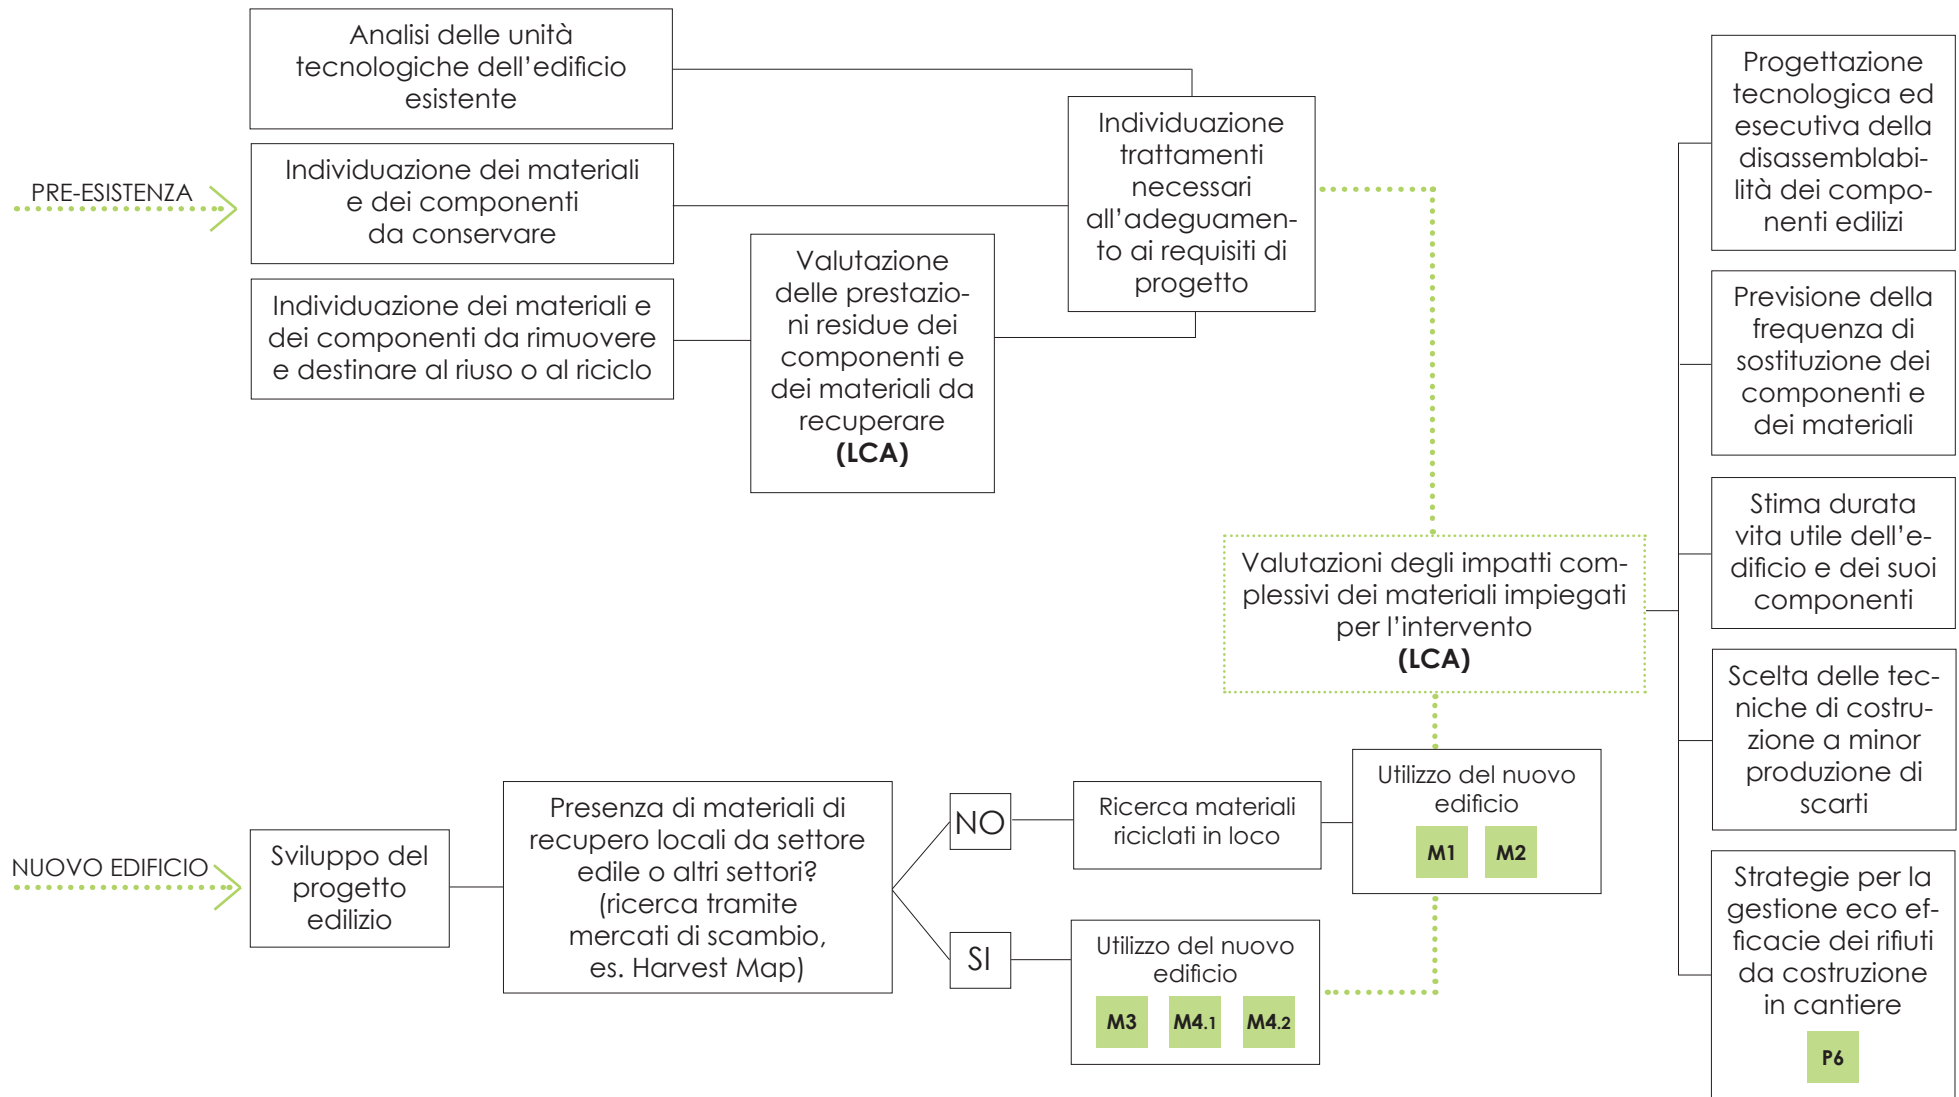 PRE-ESISTENZA
Analisi delle unità
tecnologiche dell'edificio
esistente
Individuazione dei materiali
e dei componenti
da conservare
Individuazione dei materiali e
dei componenti da rimuovere
e destinare al riuso o al riciclo
Valutazione
delle prestazio-
ni residue dei
componenti e
dei materiali da
recuperare
(LCA)
Individuazione
trattamenti
necessari
all'adeguamen-
to ai requisiti di
progetto
Valutazioni degli impatti com-
plessivi dei materiali impiegati
per l'intervento
(LCA)
NUOVO EDIFICIO
Sviluppo del
progetto
edilizio
Presenza di materiali di
recupero locali da settore
edile o altri settori?
(ricerca tramite
mercati di scambio,
es. Harvest Map)
NO
Ricerca materiali
riciclati in loco
Utilizzo del nuovo
edificio
M1 M2
SI
Utilizzo del nuovo
edificio
M3 M4.1 M4.2
Progettazione
tecnologica ed
esecutiva della
disassemblabi-
lità dei compo-
nenti edilizi
Previsione della
frequenza di
sostituzione dei
componenti e
dei materiali
Stima durata
vita utile dell'e-
dificio e dei suoi
componenti
Scelta delle tec-
niche di costru-
zione a minor
produzione di
scarti
Strategie per la
gestione eco ef-
ficacie dei rifiuti
da costruzione
in cantiere
P6